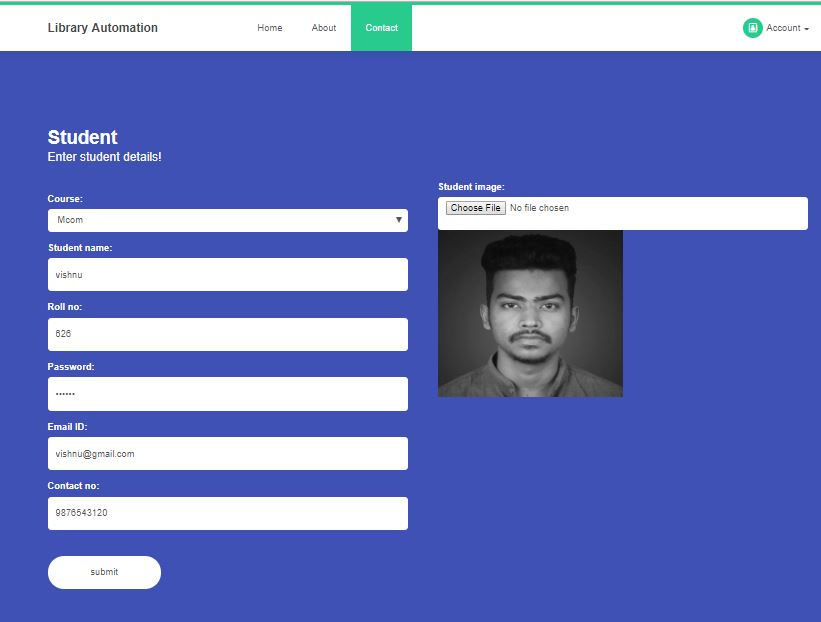 Library Automation
Home
About
Contact
Account
Student
Enter student details!
Course:
Mcom
Student name:
vishnu
Roll no:
626
Password:
••••••
Email ID:
vishnu@gmail.com
Contact no:
9876543120
submit
Student image:
Choose File No file chosen